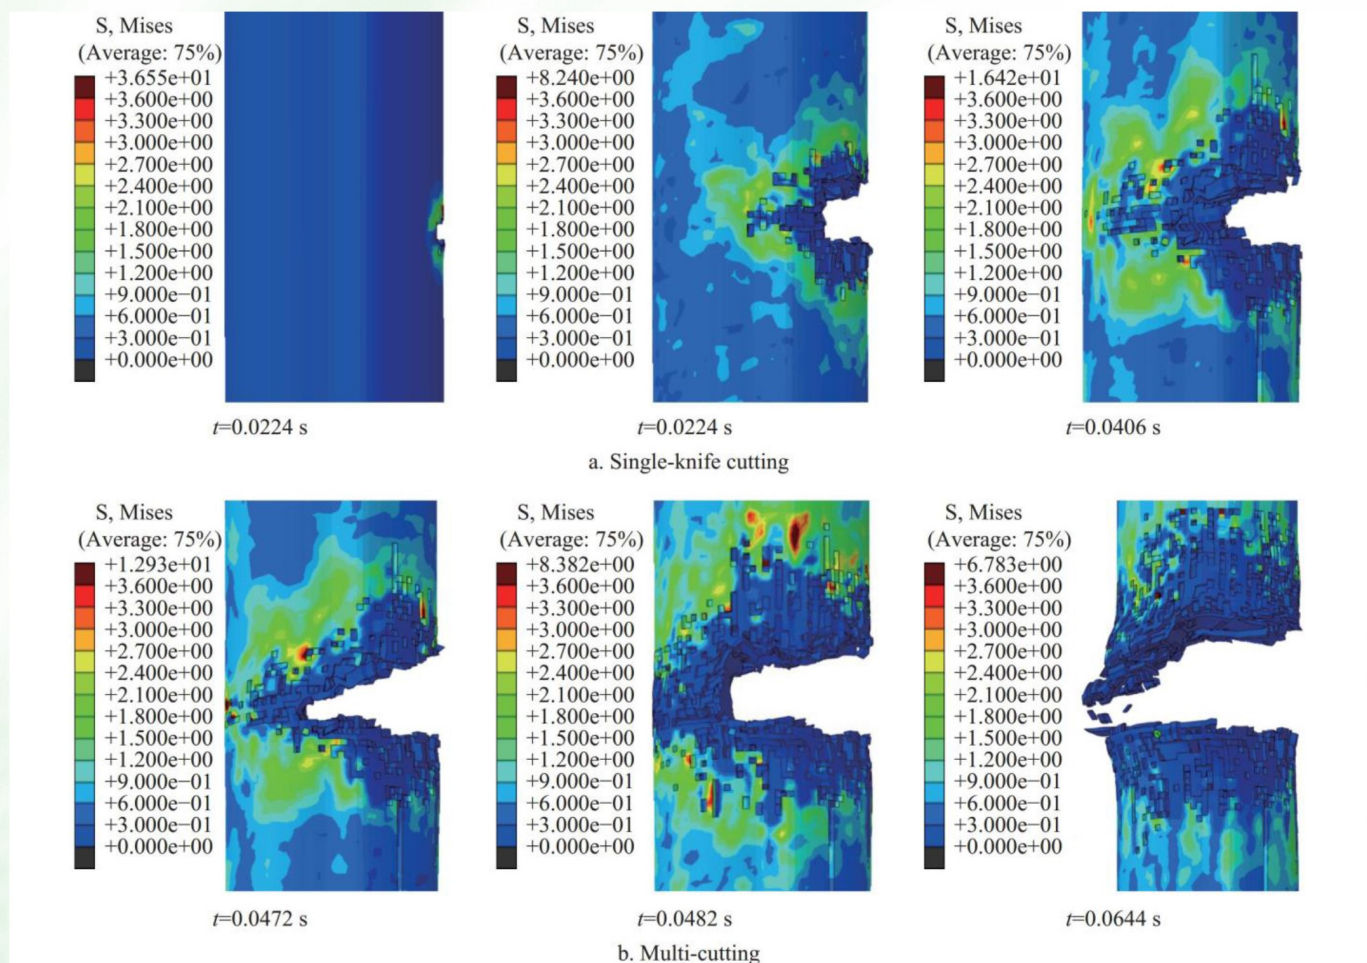 S, Mises
(Average: 75%)
+3.655e+01
+3.600e+00
+3.300e+00
+3.000e+00
+2.700e+00
+2.400e+00
+2.100e+00
+1.800e+00
+1.500e+00
+1.200e+00
+9.000e−01
+6.000e−01
+3.000e−01
+0.000e+00
t=0.0224 s
S, Mises
(Average: 75%)
+8.240e+00
+3.600e+00
+3.300e+00
+3.000e+00
+2.700e+00
+2.400e+00
+2.100e+00
+1.800e+00
+1.500e+00
+1.200e+00
+9.000e−01
+6.000e−01
+3.000e−01
+0.000e+00
t=0.0224 s
S, Mises
(Average: 75%)
+1.642e+01
+3.600e+00
+3.300e+00
+3.000e+00
+2.700e+00
+2.400e+00
+2.100e+00
+1.800e+00
+1.500e+00
+1.200e+00
+9.000e−01
+6.000e−01
+3.000e−01
+0.000e+00
t=0.0406 s
a. Single-knife cutting
S, Mises
(Average: 75%)
+1.293e+01
+3.600e+00
+3.300e+00
+3.000e+00
+2.700e+00
+2.400e+00
+2.100e+00
+1.800e+00
+1.500e+00
+1.200e+00
+9.000e−01
+6.000e−01
+3.000e−01
+0.000e+00
t=0.0472 s
S, Mises
(Average: 75%)
+8.382e+00
+3.600e+00
+3.300e+00
+3.000e+00
+2.700e+00
+2.400e+00
+2.100e+00
+1.800e+00
+1.500e+00
+1.200e+00
+9.000e−01
+6.000e−01
+3.000e−01
+0.000e+00
t=0.0482 s
S, Mises
(Average: 75%)
+6.783e+00
+3.600e+00
+3.300e+00
+3.000e+00
+2.700e+00
+2.400e+00
+2.100e+00
+1.800e+00
+1.500e+00
+1.200e+00
+9.000e−01
+6.000e−01
+3.000e−01
+0.000e+00
t=0.0644 s
b. Multi-cutting